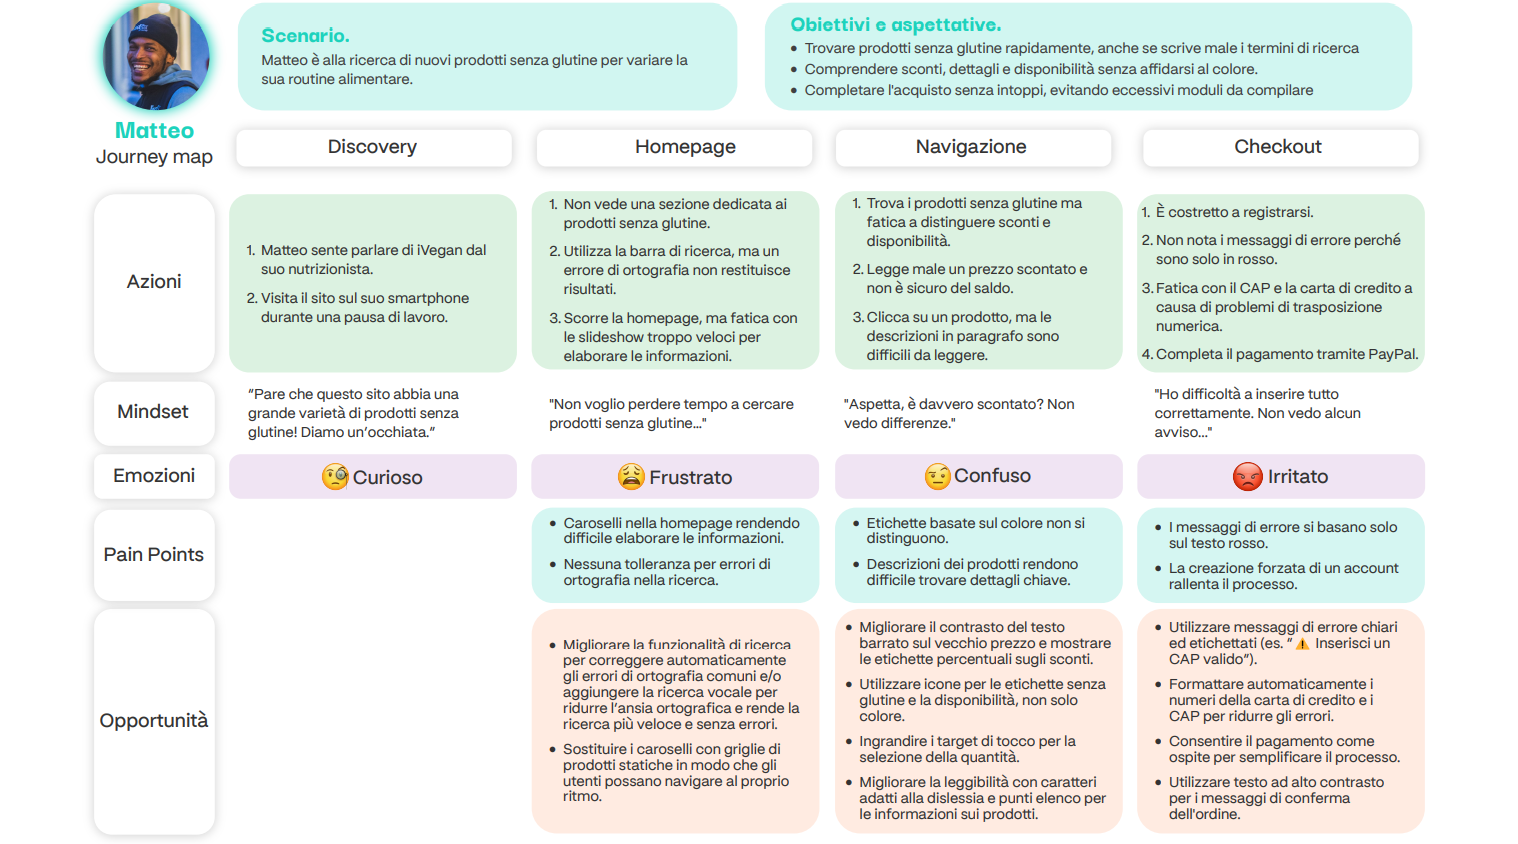 Scenario.
Matteo è alla ricerca di nuovi prodotti senza glutine per variare la
sua routine alimentare.
Obiettivi e aspettative.
• Trovare prodotti senza glutine rapidamente, anche se scrive male i termini di ricerca
• Comprendere sconti, dettagli e disponibilità senza affidarsi al colore.
• Completare l'acquisto senza intoppi, evitando eccessivi moduli da compilare
Matteo
Journey map
Discovery
Homepage
Navigazione
Checkout
Azioni
1. Matteo sente parlare di iVegan dal
suo nutrizionista.
2. Visita il sito sul suo smartphone
durante una pausa di lavoro.
1. Non vede una sezione dedicata ai
prodotti senza glutine.
2. Utilizza la barra di ricerca, ma un
errore di ortografia non restituisce
risultati.
3. Scorre la homepage, ma fatica con
le slideshow troppo veloci per
elaborare le informazioni.
1. Trova i prodotti senza glutine ma
fatica a distinguere sconti e
disponibilità.
2. Legge male un prezzo scontato e
non è sicuro del saldo.
3. Clicca su un prodotto, ma le
descrizioni in paragrafo sono
difficili da leggere.
1. È costretto a registrarsi.
2. Non nota i messaggi di errore perché
sono solo in rosso.
3. Fatica con il CAP e la carta di credito a
causa di problemi di trasposizione
numerica.
4. Completa il pagamento tramite PayPal.
Mindset
“Pare che questo sito abbia una
grande varietà di prodotti senza
glutine! Diamo un’occhiata.”
"Non voglio perdere tempo a cercare
prodotti senza glutine..."
"Aspetta, è davvero scontato? Non
vedo differenze."
"Ho difficoltà a inserire tutto
correttamente. Non vedo alcun
avviso..."
Emozioni
🧐 Curioso
😩 Frustrato
🤨 Confuso
😡 Irritato
Pain Points
• Caroselli nella homepage rendendo
difficile elaborare le informazioni.
• Nessuna tolleranza per errori di
ortografia nella ricerca.
• Etichette basate sul colore non si
distinguono.
• Descrizioni dei prodotti rendono
difficile trovare dettagli chiave.
• I messaggi di errore si basano solo
sul testo rosso.
• La creazione forzata di un account
rallenta il processo.
Opportunità
• Migliorare la funzionalità di ricerca
per correggere automaticamente
gli errori di ortografia comuni e/o
aggiungere la ricerca vocale per
ridurre l’ansia ortografica e rende la
ricerca più veloce e senza errori.
• Sostituire i caroselli con griglie di
prodotti statiche in modo che gli
utenti possano navigare al proprio
ritmo.
• Migliorare il contrasto del testo
barrato sul vecchio prezzo e mostrare
le etichette percentuali sugli sconti.
• Utilizzare icone per le etichette senza
glutine e la disponibilità, non solo
colore.
• Ingrandire i target di tocco per la
selezione della quantità.
• Migliorare la leggibilità con caratteri
adatti alla dislessia e punti elenco per
le informazioni sui prodotti.
• Utilizzare messaggi di errore chiari
ed etichettati (es. “⚠️ Inserisci un
CAP valido”).
• Formattare automaticamente i
numeri della carta di credito e i
CAP per ridurre gli errori.
• Consentire il pagamento come
ospite per semplificare il processo.
• Utilizzare testo ad alto contrasto
per i messaggi di conferma
dell'ordine.